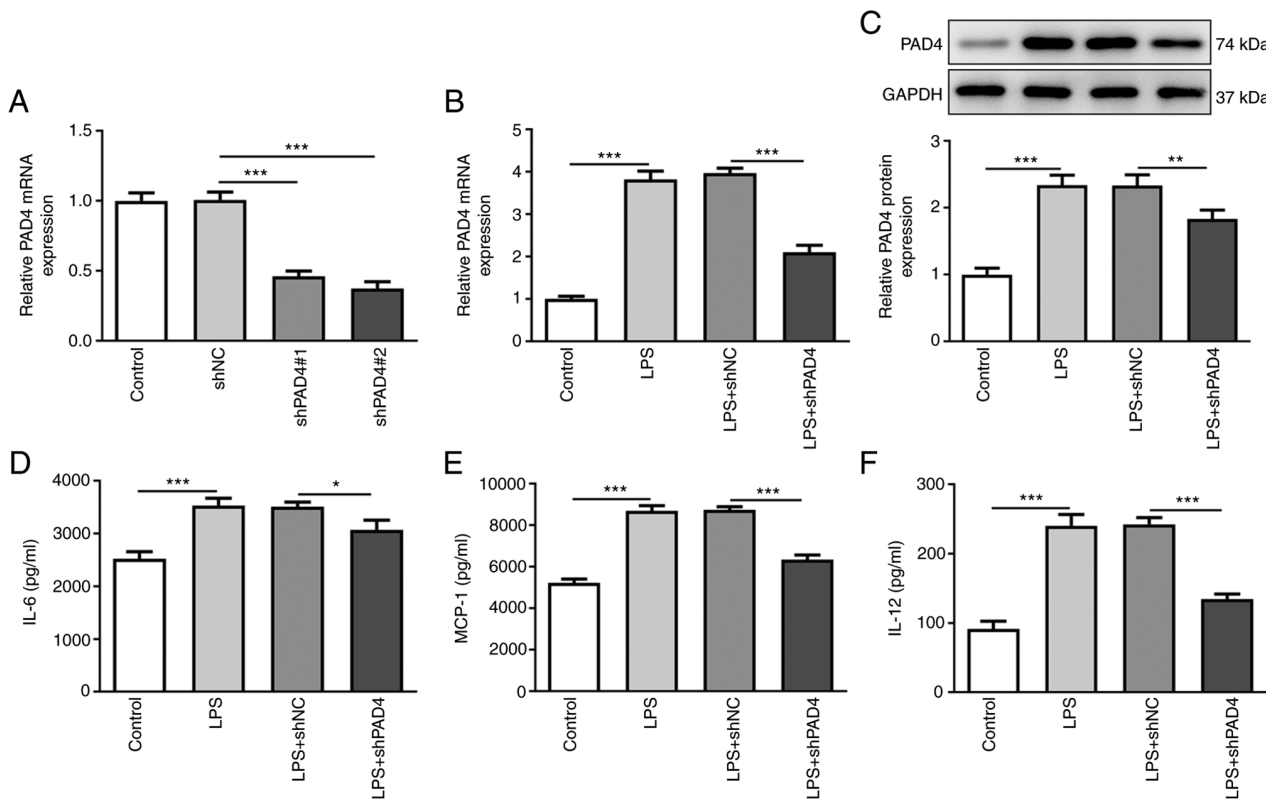 A
Relative PAD4 mRNA
expression
1.5
1.0
0.5
0.0
***
***
Control
shNC
shPAD4#1
shPAD4#2
B
Relative PAD4 mRNA
expression
5
4
3
2
1
0
***
***
Control
LPS
LPS+shNC
LPS+shPAD4
C
PAD4
74 kDa
GAPDH
37 kDa
Relative PAD4 protein
expression
3
2
1
0
***
**
Control
LPS
LPS+shNC
LPS+shPAD4
D
IL-6 (pg/ml)
4000
3000
2000
1000
0
***
*
Control
LPS
LPS+shNC
LPS+shPAD4
E
MCP-1 (pg/ml)
10000
8000
6000
4000
2000
0
***
***
Control
LPS
LPS+shNC
LPS+shPAD4
F
IL-12 (pg/ml)
300
200
100
0
***
***
Control
LPS
LPS+shNC
LPS+shPAD4